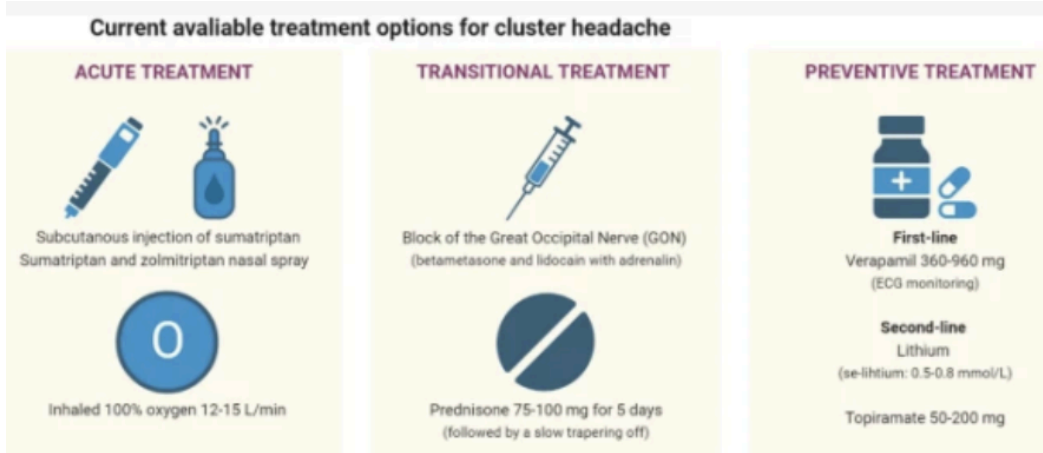 Current avaliable treatment options for cluster headache
ACUTE TREATMENT
Subcutanous injection of sumatriptan
Sumatriptan and zolmitriptan nasal spray
O
Inhaled 100% oxygen 12-15 L/min
TRANSITIONAL TREATMENT
Block of the Great Occipital Nerve (GON)
(betametasone and lidocain with adrenalin)
Prednisone 75-100 mg for 5 days
(followed by a slow trapering off)
PREVENTIVE TREATMENT
First-line
Verapamil 360-960 mg
(ECG monitoring)
Second-line
Lithium
(se-lihtium: 0.5-0.8 mmol/L)
Topiramate 50-200 mg